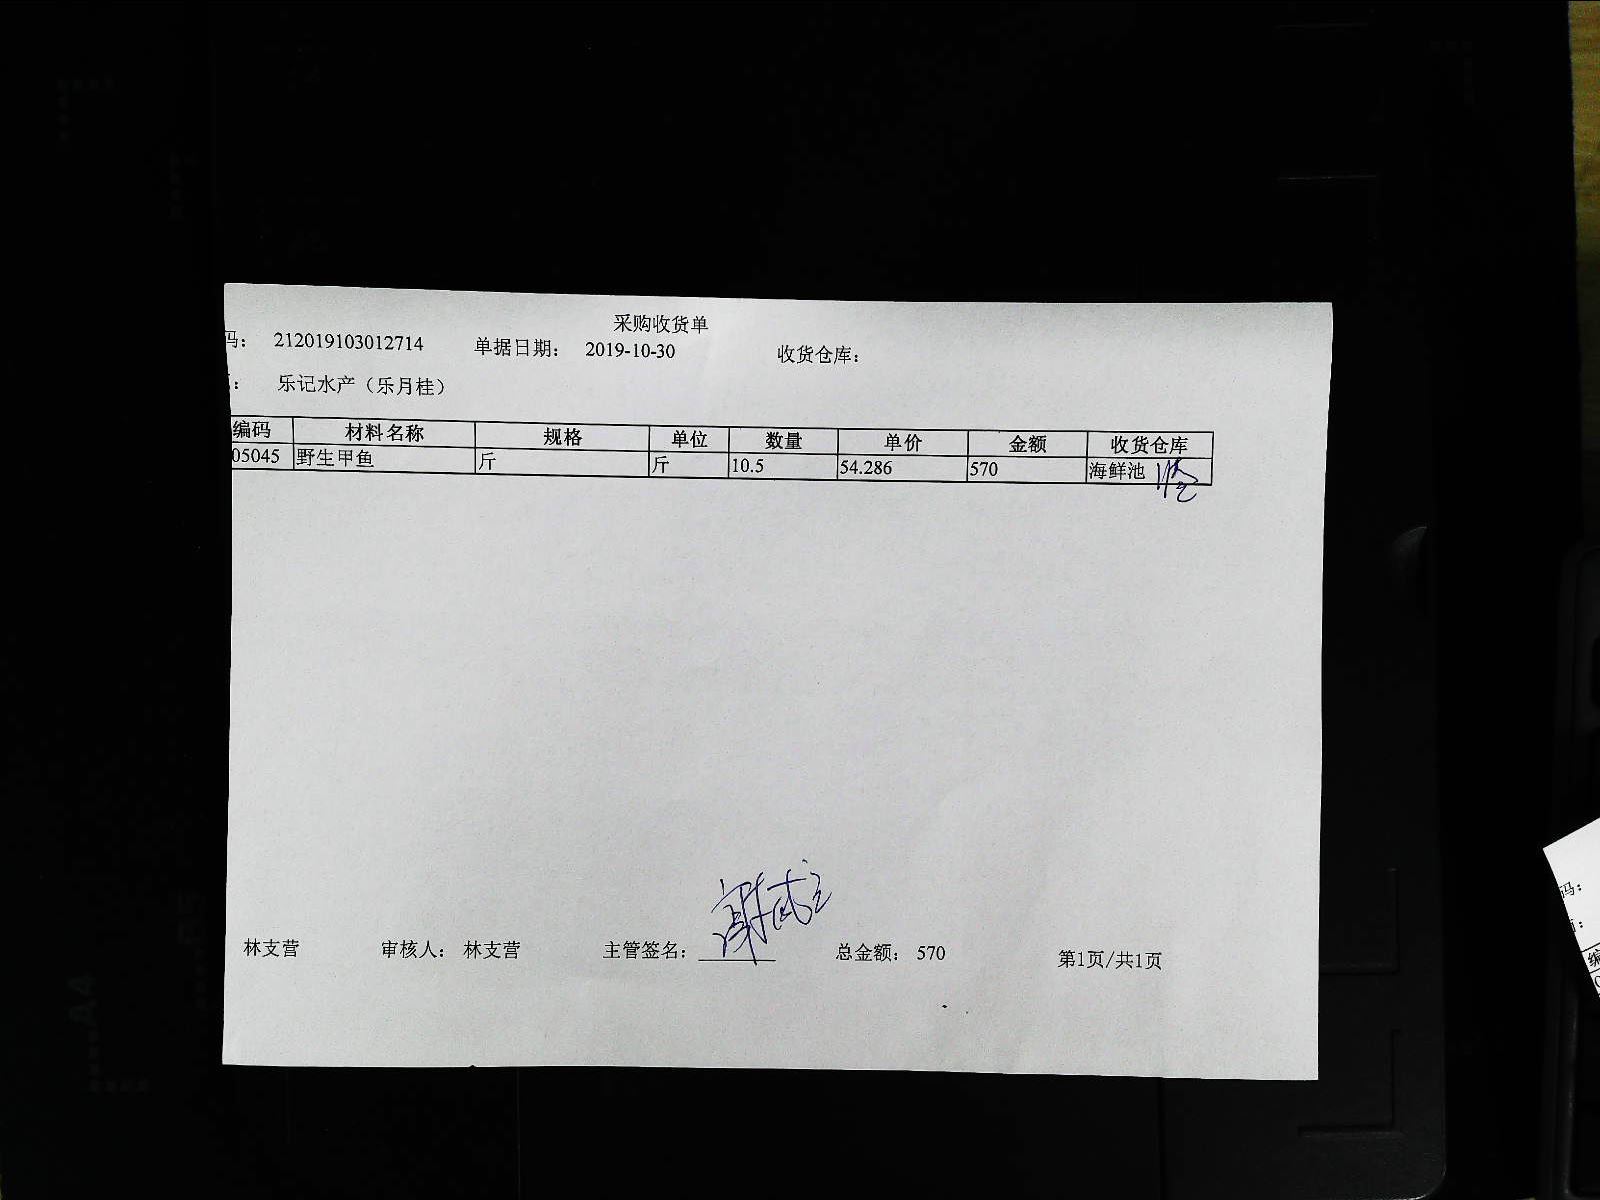 采购收货单
码： 212019103012714 单据日期： 2019-10-30 收货仓库：
： 乐记水产（乐月桂）
编码 材料名称 规格 单位 数量 单价 金额 收货仓库
05045 野生甲鱼 斤 斤 10.5 54.286 570 海鲜池
林支营 审核人： 林支营 主管签名： 总金额： 570 第1页/共1页
码：
：
编